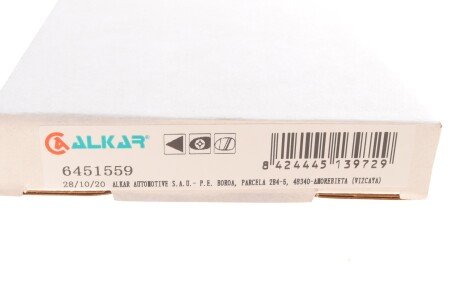 ALKAR
6451559
8 424445 139729
28/10/20 ALKAR AUTOMOTIVE S.A.U.- P.E. BOROA, PARCELA 2B4-5, 48340-AMOREBIETA (VIZCAYA)